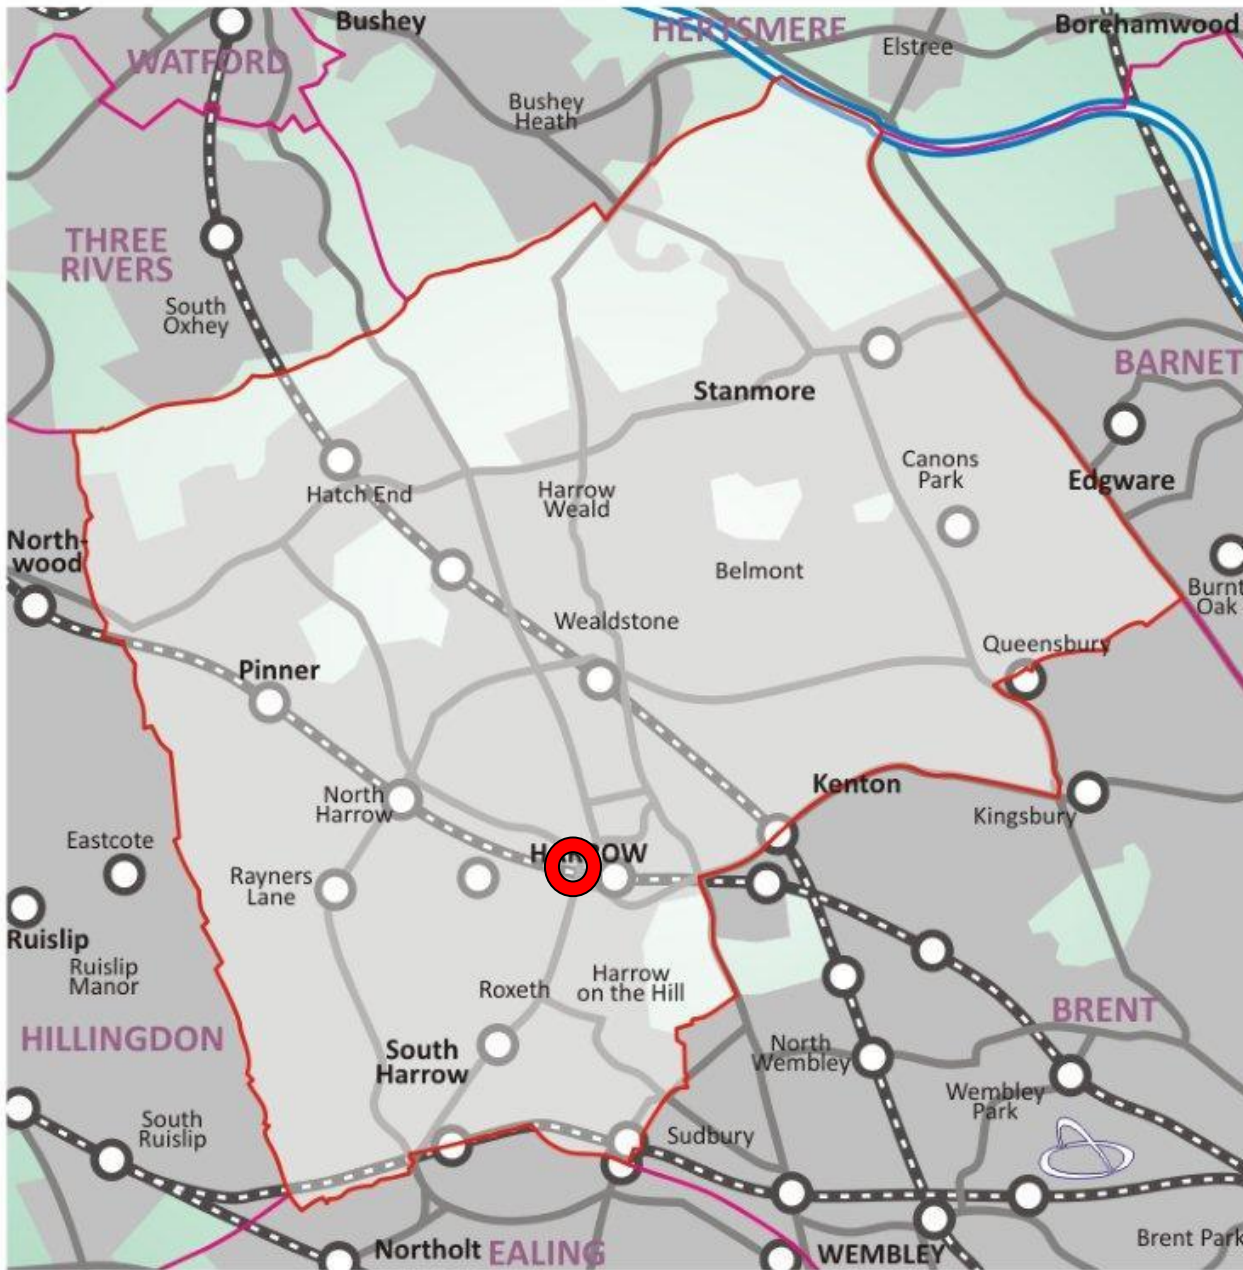 Bushey
HERTSMERE
Borehamwood
WATFORD
Elstree
Bushey
Heath
THREE
RIVERS
South
Oxhey
BARNET
Stanmore
Canons
Park
Edgware
Hatch End
Harrow
Weald
North-
wood
Belmont
Burnt
Oak
Wealdstone
Queensbury
Pinner
Kenton
North
Harrow
Kingsbury
Eastcote
HARROW
Rayners
Lane
Ruislip
Ruislip
Manor
Harrow
on the Hill
Roxeth
BRENT
HILLINGDON
South
Harrow
North
Wembley
Wembley
Park
South
Ruislip
Sudbury
Northolt
EALING
WEMBLEY
Brent Park